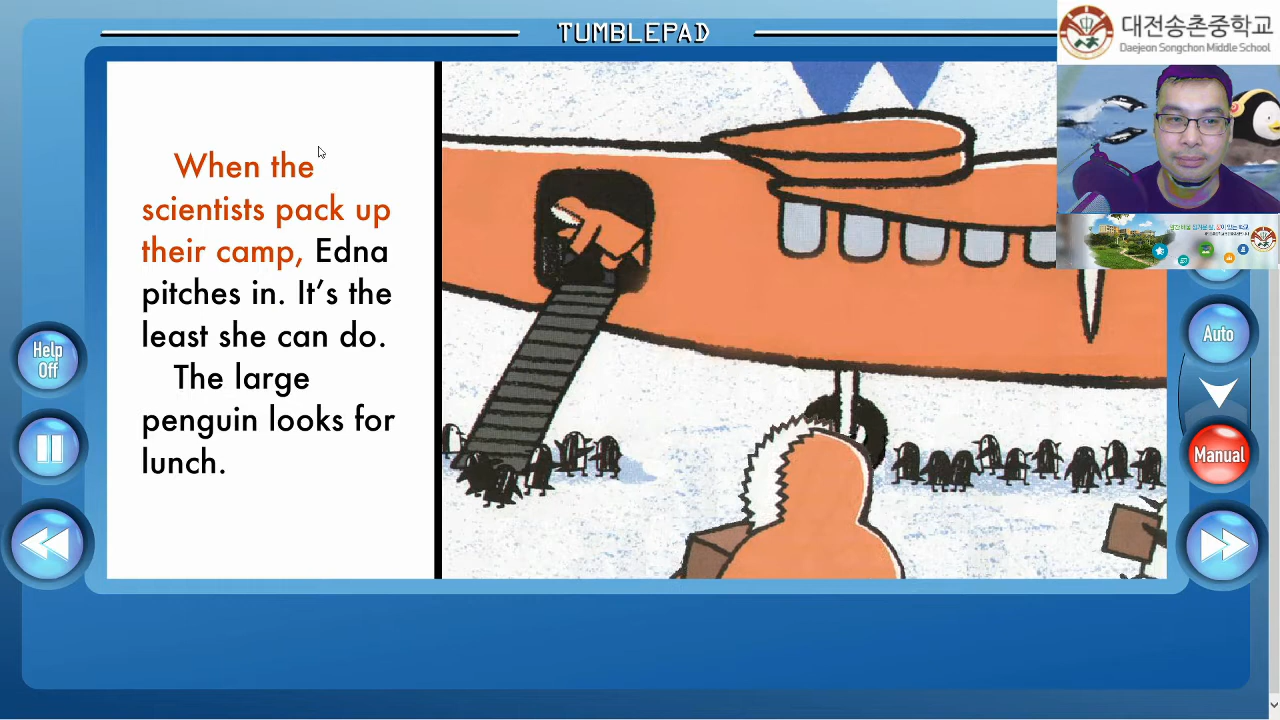 TUMBLEPAD
대전송촌중학교
Daejeon Songchon Middle School
When the
scientists pack up
their camp, Edna
pitches in. It's the
least she can do.
The large
penguin looks for
lunch.
Help
Off
Auto
Manual